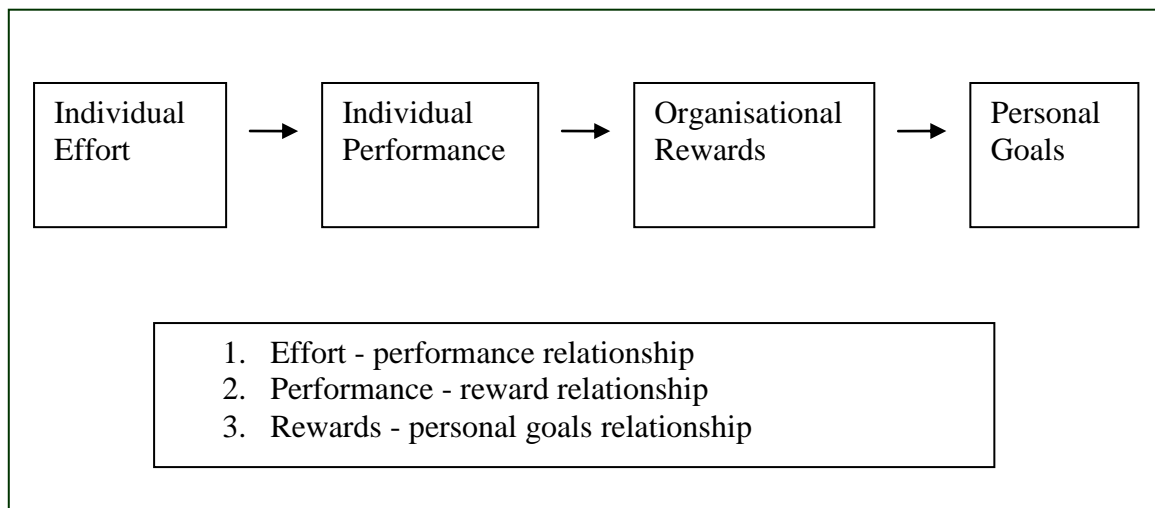 Individual
Effort
Individual
Performance
Organisational
Rewards
Personal
Goals
1. Effort - performance relationship
2. Performance - reward relationship
3. Rewards - personal goals relationship